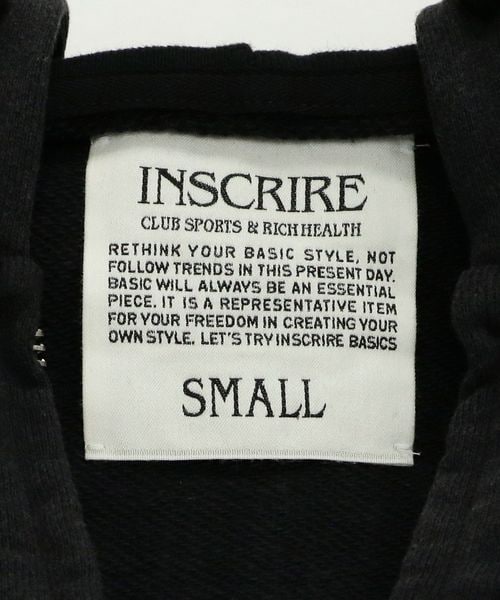 INSCRIRE
CLUB SPORTS & RICH HEALTH
RETHINK YOUR BASIC STYLE, NOT
FOLLOW TRENDS IN THIS PRESENT DAY.
BASIC WILL ALWAYS BE AN ESSENTIAL
PIECE. IT IS A REPRESENTATIVE ITEM
FOR YOUR FREEDOM IN CREATING YOUR
OWN STYLE. LET'S TRY INSCRIRE BASICS
SMALL